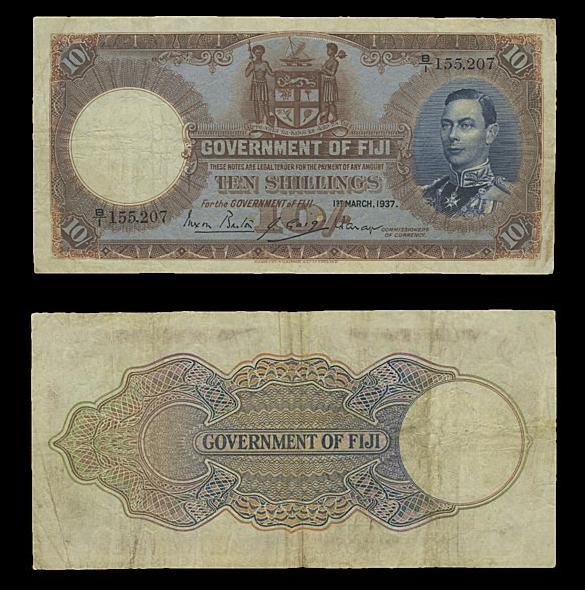 10/- 10/-
B/1 155,207
GOVERNMENT OF FIJI
THESE NOTES ARE LEGAL TENDER FOR THE PAYMENT OF ANY AMOUNT
TEN SHILLINGS
For the GOVERNMENT of FIJI 1ST MARCH, 1937.
B/1 155,207
10/-
COMMISSIONERS
OF CURRENCY.
10/- 10/-
GOVERNMENT OF FIJI